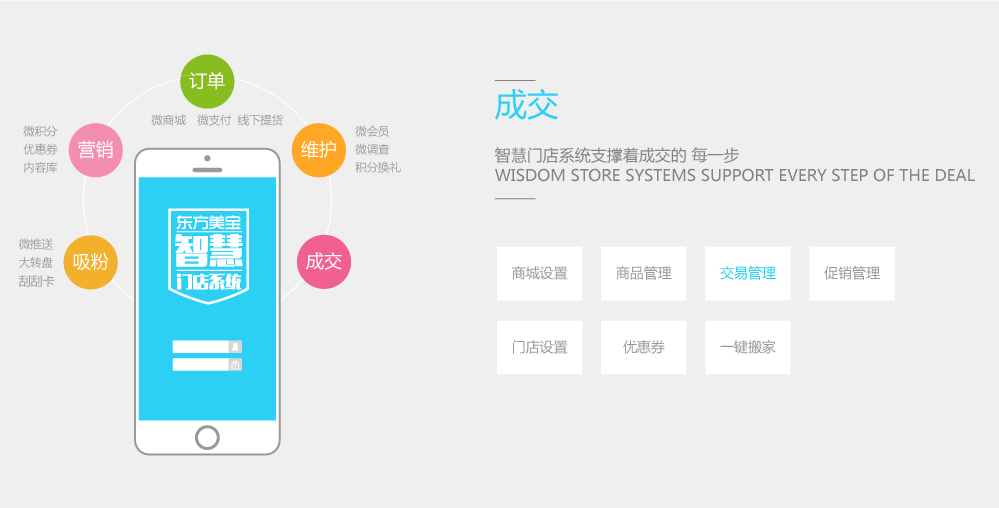 订单
微商城 微支付 线下提货
营销
微积分
优惠券
内容库
维护
微会员
微调查
积分换礼
吸粉
微推送
大转盘
刮刮卡
成交
东方美宝
智慧
门店系统
成交
智慧门店系统支撑着成交的 每一步
WISDOM STORE SYSTEMS SUPPORT EVERY STEP OF THE DEAL
商城设置 商品管理 交易管理 促销管理
门店设置 优惠券 一键搬家